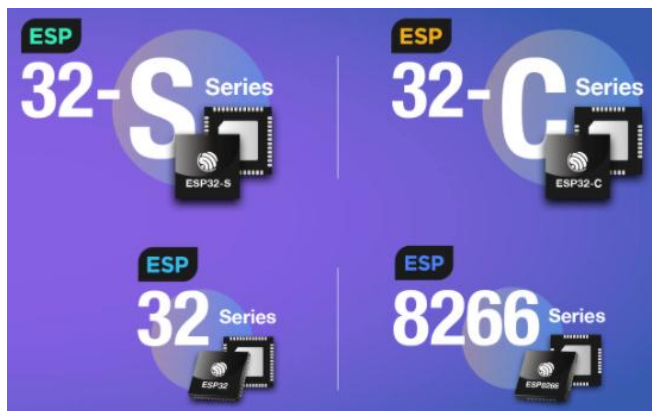 ESP
32-S Series
ESP32-S
ESP
32-C Series
ESP32-C
ESP
32 Series
ESP32
ESP
8266 Series
ESP8266